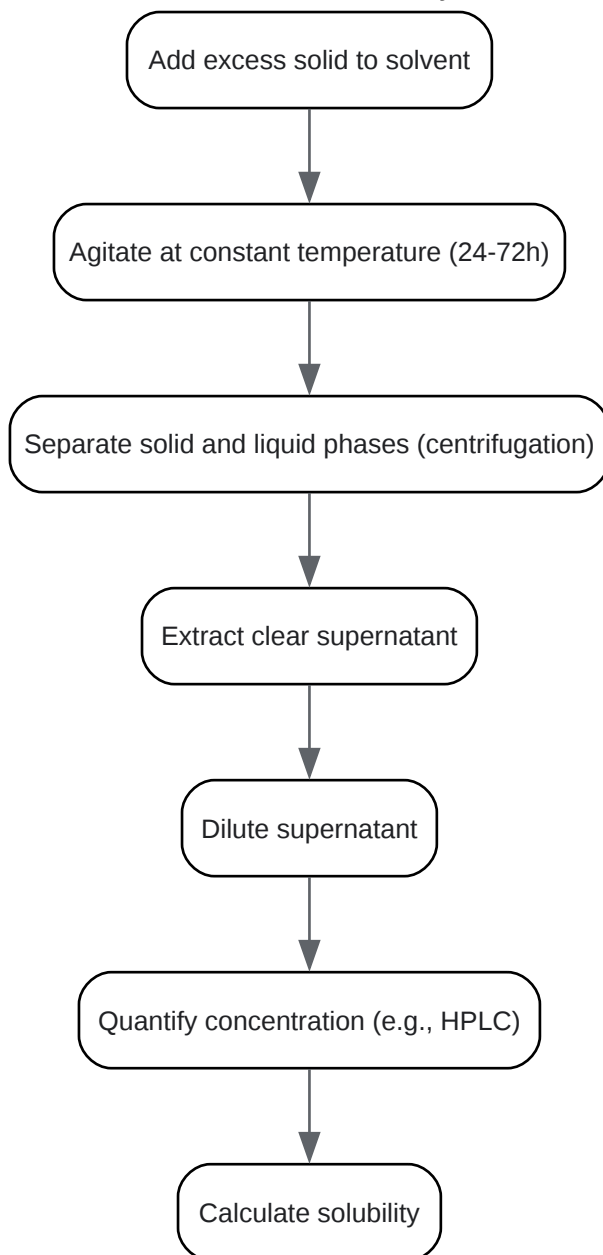 Add excess solid to solvent
Agitate at constant temperature (24-72h)
Separate solid and liquid phases (centrifugation)
Extract clear supernatant
Dilute supernatant
Quantify concentration (e.g., HPLC)
Calculate solubility